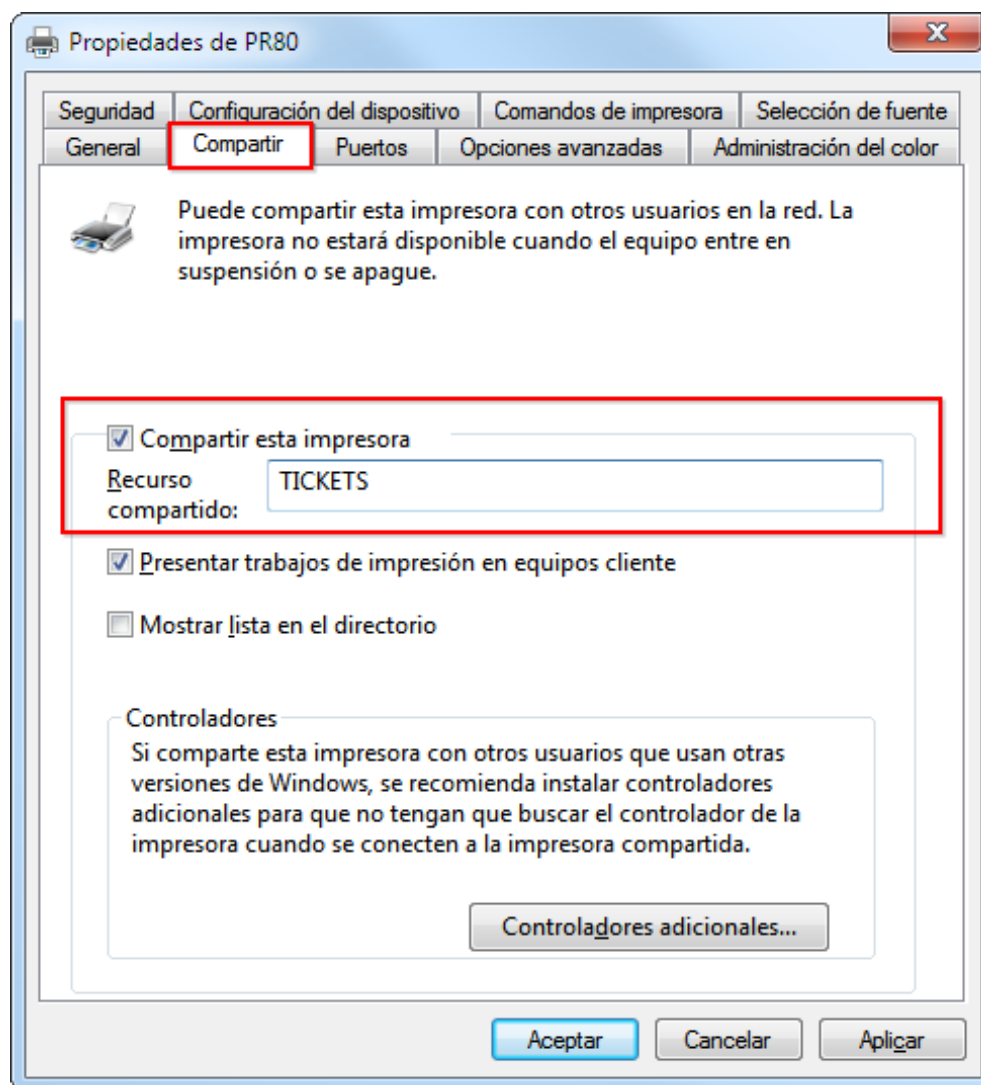 Propiedades de PR80
Seguridad
Configuración del dispositivo
Comandos de impresora
Selección de fuente
General
Compartir
Puertos
Opciones avanzadas
Administración del color
Puede compartir esta impresora con otros usuarios en la red. La
impresora no estará disponible cuando el equipo entre en
suspensión o se apague.
Compartir esta impresora
Recurso
compartido:
TICKETS
Presentar trabajos de impresión en equipos cliente
Mostrar lista en el directorio
Controladores
Si comparte esta impresora con otros usuarios que usan otras
versiones de Windows, se recomienda instalar controladores
adicionales para que no tengan que buscar el controlador de la
impresora cuando se conecten a la impresora compartida.
Controladores adicionales...
Aceptar
Cancelar
Aplicar